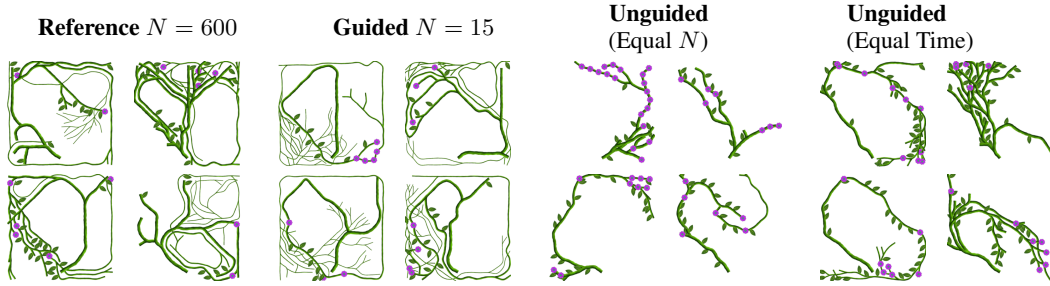 Reference N = 600
Guided N = 15
Unguided
(Equal N)
Unguided
(Equal Time)